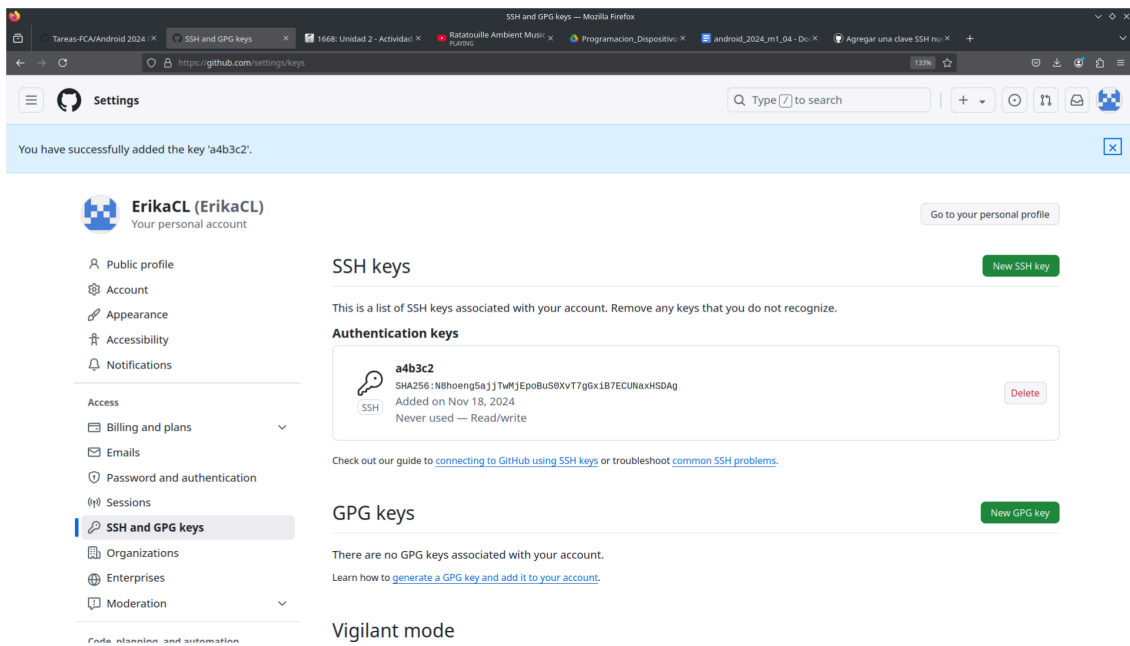 SSH and GPG keys — Mozilla Firefox
Tareas-FCA/Android 2024
SSH and GPG keys
1668: Unidad 2 - Actividad
Ratatouille Ambient Music
PLAYING
Programacion_Dispositivo
android_2024_m1_04 - Do
Agregar una clave SSH nu
https://github.com/settings/keys
133%
Settings
Type / to search
You have successfully added the key 'a4b3c2'.
ErikaCL (ErikaCL)
Your personal account
Go to your personal profile
Public profile
Account
Appearance
Accessibility
Notifications
Access
Billing and plans
Emails
Password and authentication
Sessions
SSH and GPG keys
Organizations
Enterprises
Moderation
Code, planning, and automation
SSH keys
New SSH key
This is a list of SSH keys associated with your account. Remove any keys that you do not recognize.
Authentication keys
a4b3c2
SHA256:N8hoeng5ajjTwMjEpoBuS0XvT7gGxiB7ECUNaxHSDAg
SSH
Added on Nov 18, 2024
Never used — Read/write
Delete
Check out our guide to connecting to GitHub using SSH keys or troubleshoot common SSH problems.
GPG keys
New GPG key
There are no GPG keys associated with your account.
Learn how to generate a GPG key and add it to your account.
Vigilant mode